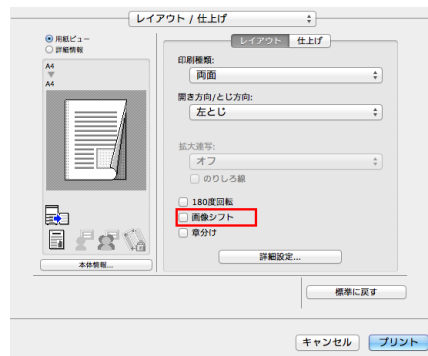 レイアウト / 仕上げ
用紙ビュー
詳細情報
A4
A4
本体情報...
レイアウト 仕上げ
印刷種類:
両面
開き方向/とじ方向:
左とじ
拡大連写:
オフ
のりしろ線
180度回転
画像シフト
章分け
詳細設定...
標準に戻す
キャンセル プリント